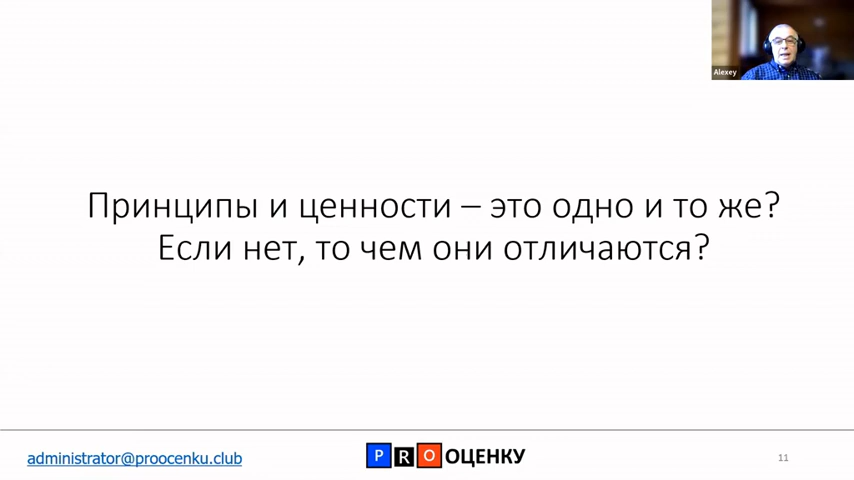 Alexey
Принципы и ценности – это одно и то же?
Если нет, то чем они отличаются?
administrator@proocenku.club
PRO ОЦЕНКУ
11